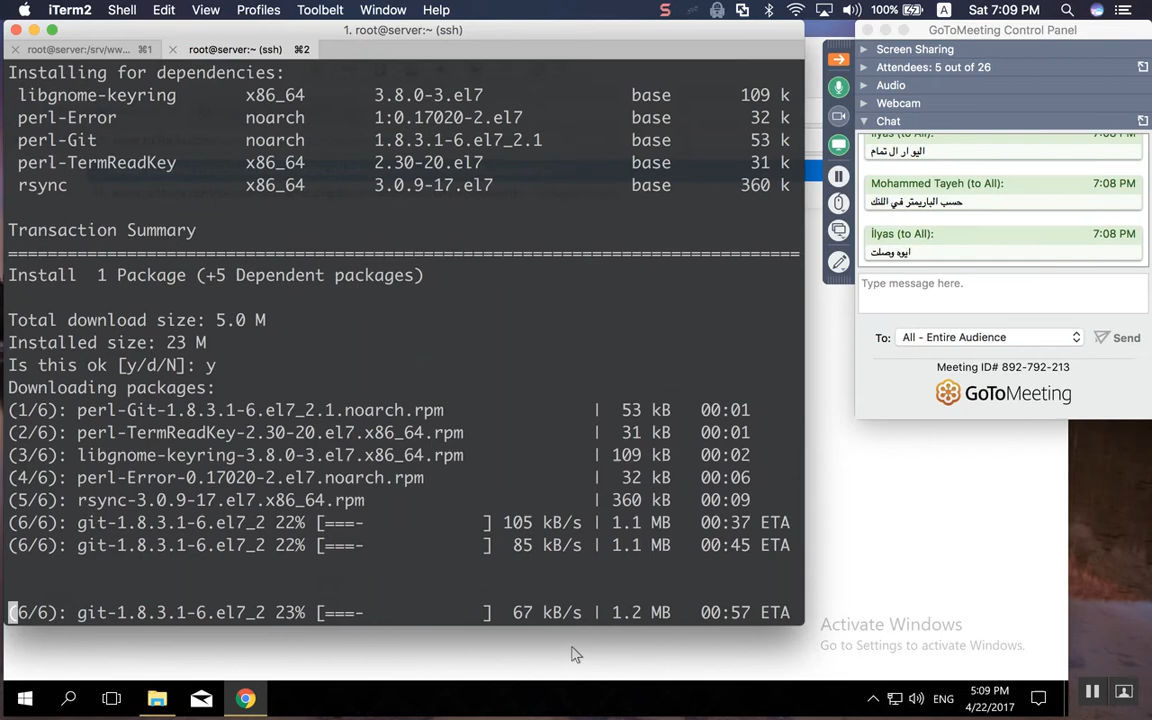 iTerm2 Shell Edit View Profiles Toolbelt Window Help
100% A Sat 7:09 PM
1. root@server:~ (ssh)
root@server:/srv/ww... ⌘1
root@server:~ (ssh) ⌘2
Installing for dependencies:
libgnome-keyring x86_64 3.8.0-3.el7 base 109 k
perl-Error noarch 1:0.17020-2.el7 base 32 k
perl-Git noarch 1.8.3.1-6.el7_2.1 base 53 k
perl-TermReadKey x86_64 2.30-20.el7 base 31 k
rsync x86_64 3.0.9-17.el7 base 360 k
Transaction Summary
================================================================================
Install 1 Package (+5 Dependent packages)
Total download size: 5.0 M
Installed size: 23 M
Is this ok [y/d/N]: y
Downloading packages:
(1/6): perl-Git-1.8.3.1-6.el7_2.1.noarch.rpm | 53 kB 00:01
(2/6): perl-TermReadKey-2.30-20.el7.x86_64.rpm | 31 kB 00:01
(3/6): libgnome-keyring-3.8.0-3.el7.x86_64.rpm | 109 kB 00:02
(4/6): perl-Error-0.17020-2.el7.noarch.rpm | 32 kB 00:06
(5/6): rsync-3.0.9-17.el7.x86_64.rpm | 360 kB 00:09
(6/6): git-1.8.3.1-6.el7_2 22% [===- ] 105 kB/s | 1.1 MB 00:37 ETA
(6/6): git-1.8.3.1-6.el7_2 22% [===- ] 85 kB/s | 1.1 MB 00:45 ETA
(6/6): git-1.8.3.1-6.el7_2 23% [===- ] 67 kB/s | 1.2 MB 00:57 ETA
GoToMeeting Control Panel
Screen Sharing
Attendees: 5 out of 26
Audio
Webcam
Chat
İlyas (to All): 7:08 PM
اليو ار ال تمام
Mohammed Tayeh (to All): 7:08 PM
حسب الباريمتر في اللنك
İlyas (to All): 7:08 PM
ايوه وصلت
Type message here.
To: All - Entire Audience Send
Meeting ID# 892-792-213
GoToMeeting
Activate Windows
Go to Settings to activate Windows.
ENG
5:09 PM
4/22/2017